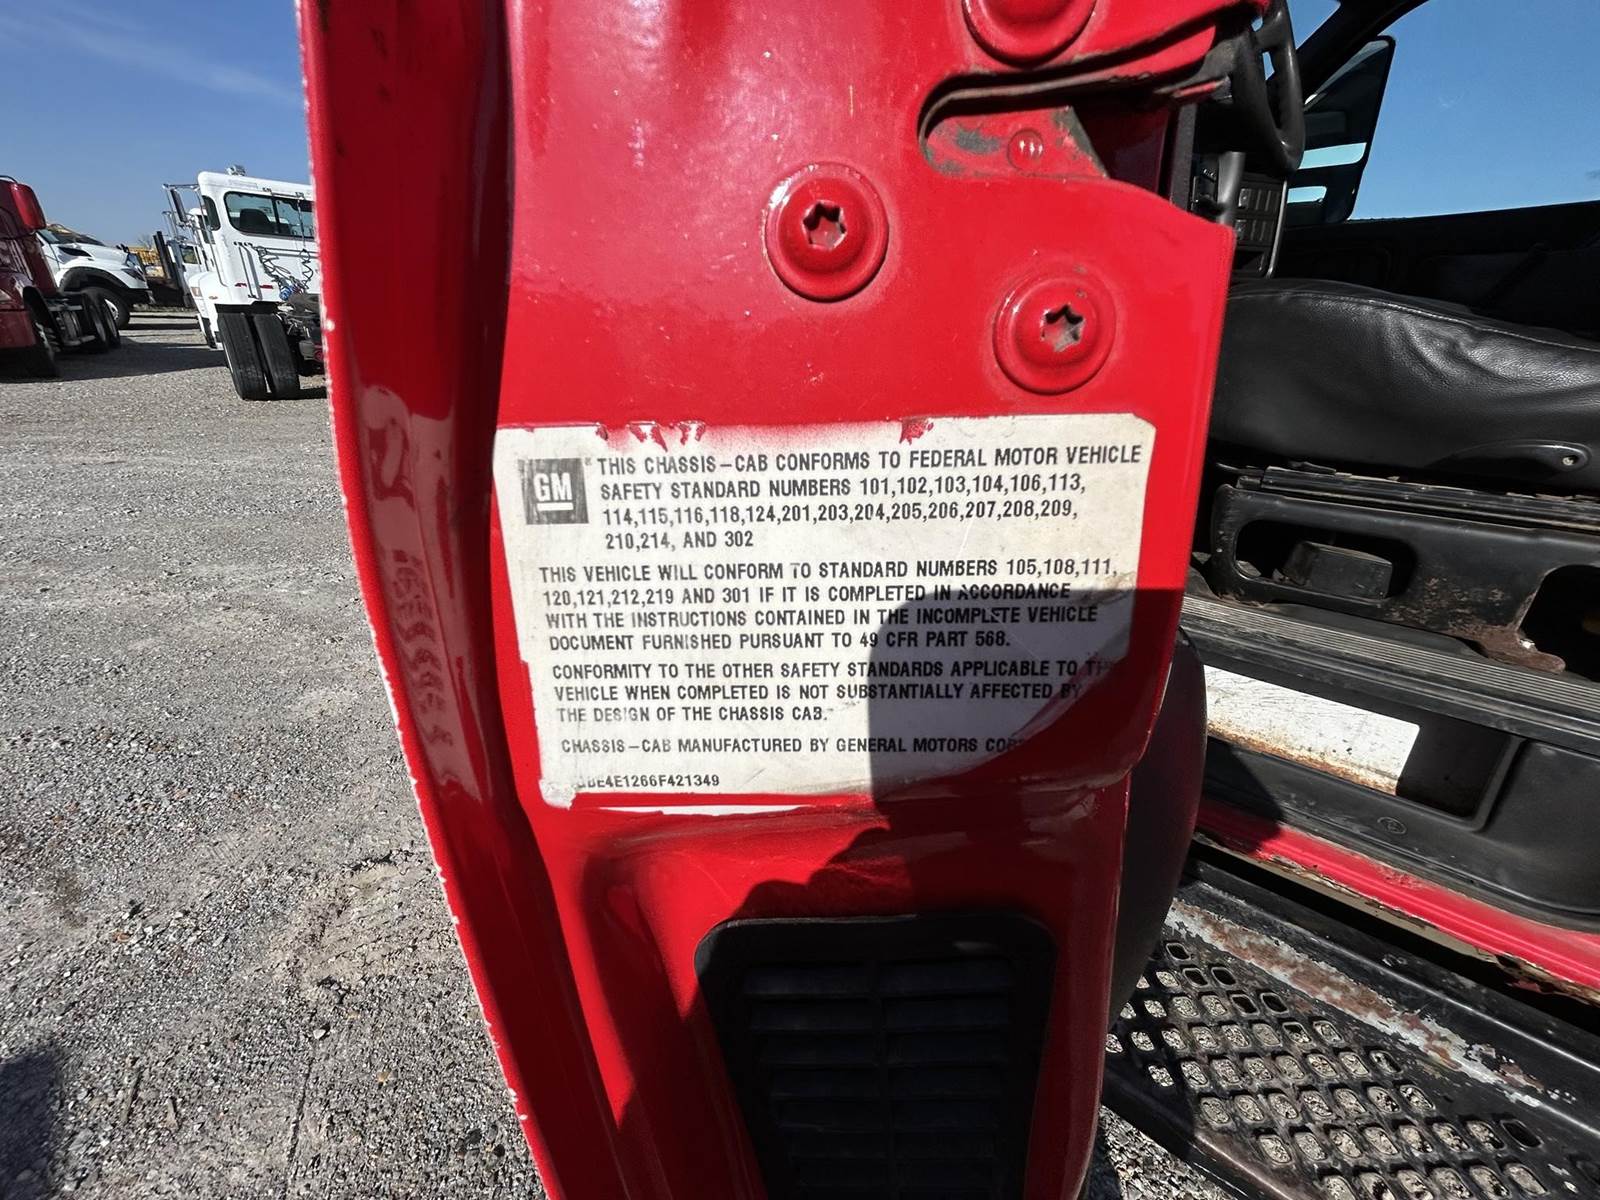 GM
THIS CHASSIS-CAB CONFORMS TO FEDERAL MOTOR VEHICLE
SAFETY STANDARD NUMBERS 101,102,103,104,106,113,
114,115,116,118,124,201,203,204,205,206,207,208,209,
210,214, AND 302
THIS VEHICLE WILL CONFORM TO STANDARD NUMBERS 105,108,111,
120,121,212,219 AND 301 IF IT IS COMPLETED IN ACCORDANCE
WITH THE INSTRUCTIONS CONTAINED IN THE INCOMPLETE VEHICLE
DOCUMENT FURNISHED PURSUANT TO 49 CFR PART 568.
CONFORMITY TO THE OTHER SAFETY STANDARDS APPLICABLE TO
VEHICLE WHEN COMPLETED IS NOT SUBSTANTIALLY AFFECTED BY
THE DESIGN OF THE CHASSIS CAB.
CHASSIS-CAB MANUFACTURED BY GENERAL MOTORS